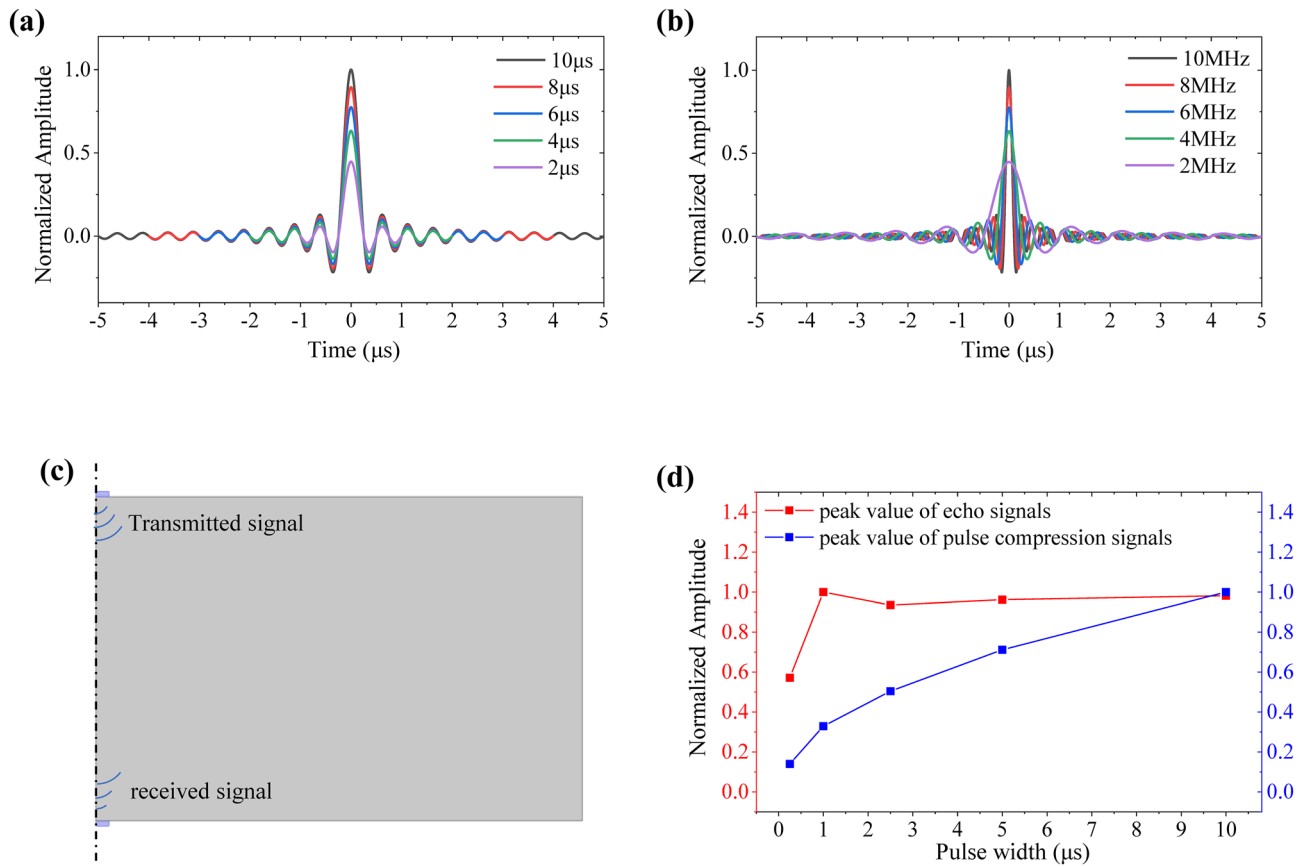 (a)
Normalized Amplitude
1.0
0.5
0.0
10μs
8μs
6μs
4μs
2μs
-5 -4 -3 -2 -1 0 1 2 3 4 5
Time (μs)
(b)
Normalized Amplitude
1.0
0.5
0.0
10MHz
8MHz
6MHz
4MHz
2MHz
-5 -4 -3 -2 -1 0 1 2 3 4 5
Time (μs)
(c)
Transmitted signal
received signal
(d)
Normalized Amplitude
1.4
1.2
1.0
0.8
0.6
0.4
0.2
0.0
peak value of echo signals
peak value of pulse compression signals
1.4
1.2
1.0
0.8
0.6
0.4
0.2
0.0
0 1 2 3 4 5 6 7 8 9 10
Pulse width (μs)